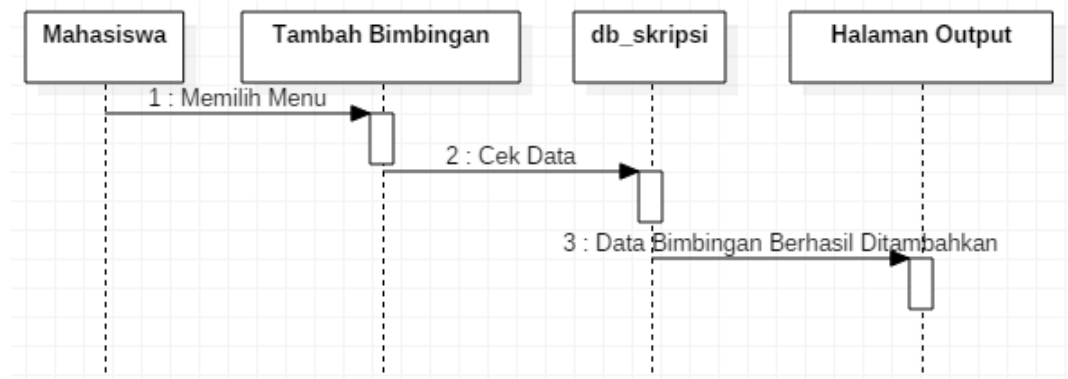 Mahasiswa
Tambah Bimbingan
db_skripsi
Halaman Output
1 : Memilih Menu
2 : Cek Data
3 : Data Bimbingan Berhasil Ditambahkan